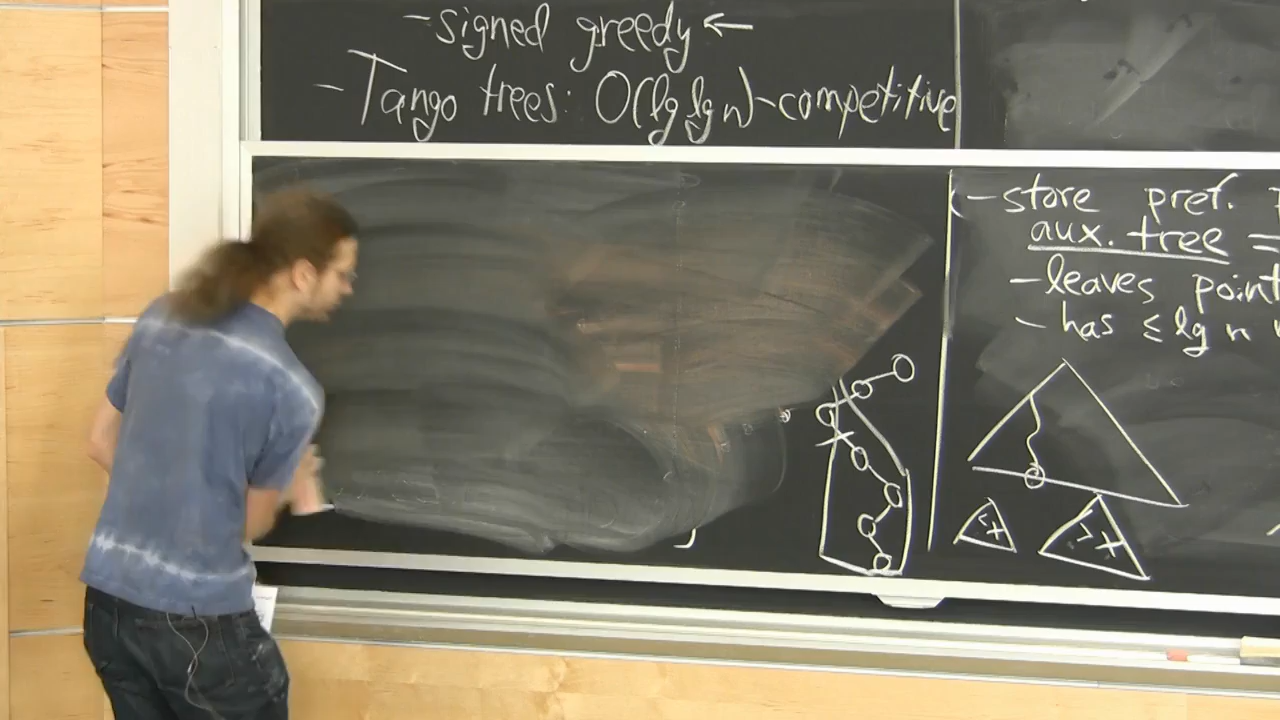 - signed greedy ←
- Tango trees: O(lg lg n)-competitive
- store pref.
aux. tree =
- leaves point
- has ≤ lg n
<x
>x